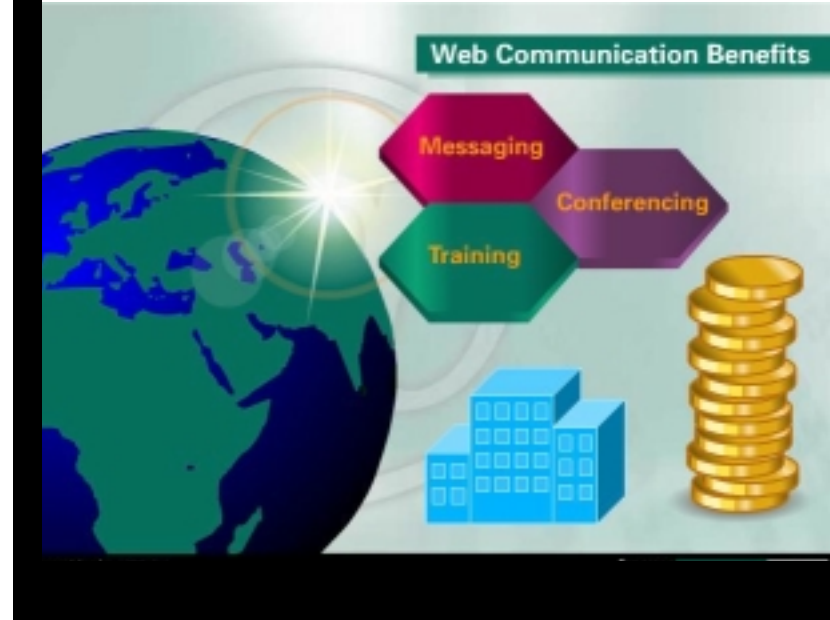 Web Communication Benefits
Messaging
Conferencing
Training